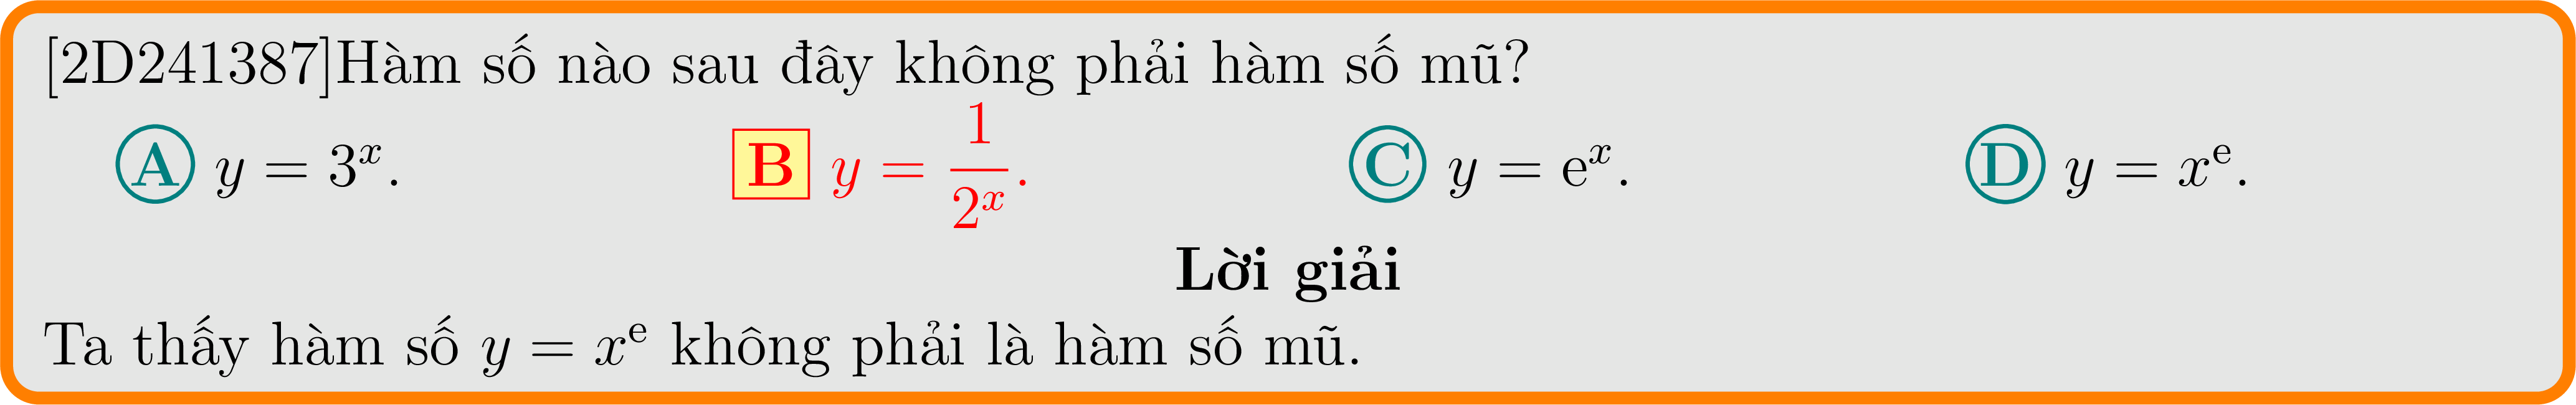 [2D241387]Hàm số nào sau đây không phải hàm số mũ?
A y = 3^x. B y = \frac{1}{2^x}. C y = e^x. D y = x^e.
Lời giải
Ta thấy hàm số y = x^e không phải là hàm số mũ.